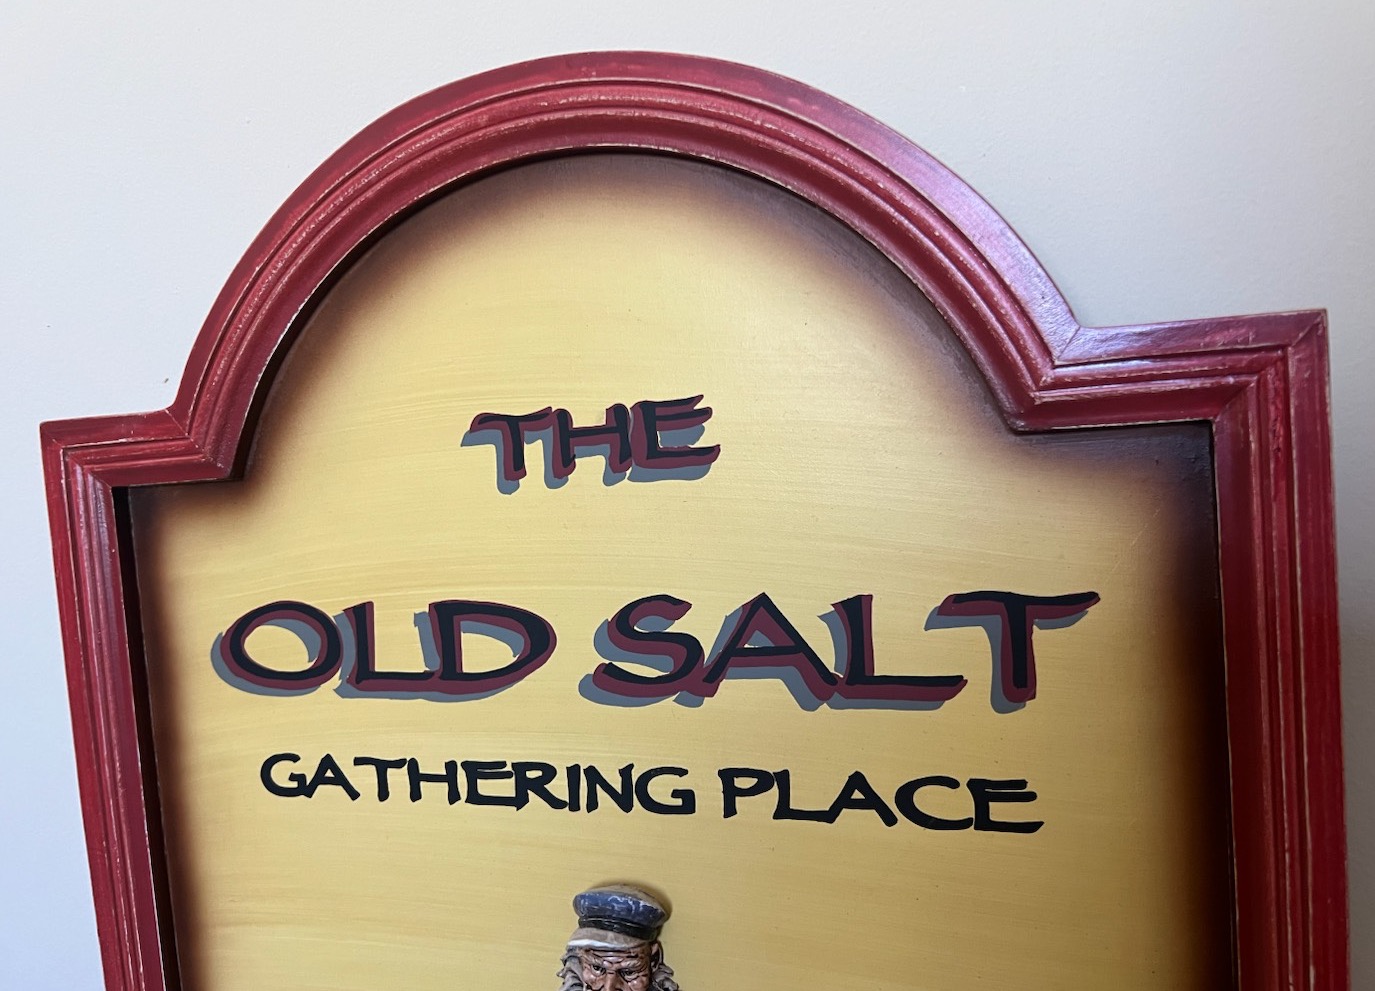 THE
OLD SALT
GATHERING PLACE